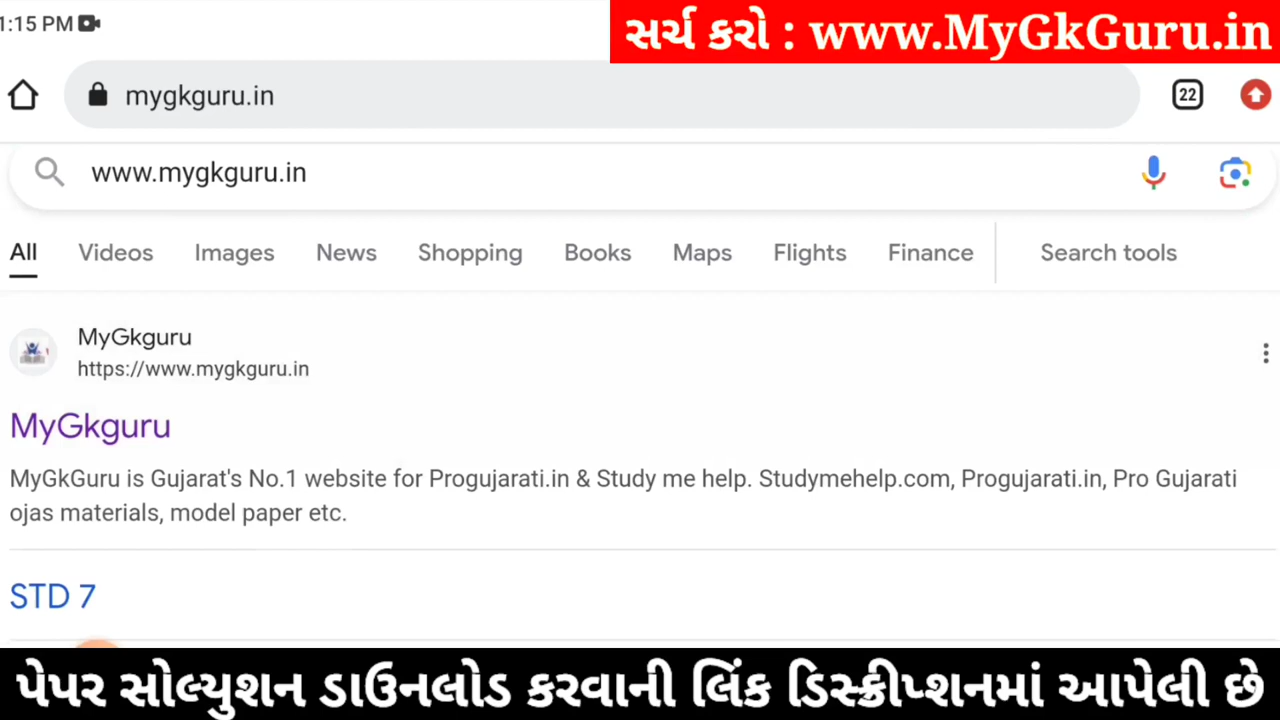 1:15 PM
સર્ચ કરો : www.MyGkGuru.in
mygkguru.in
22
www.mygkguru.in
All Videos Images News Shopping Books Maps Flights Finance Search tools
MyGkguru
https://www.mygkguru.in
MyGkguru
MyGkGuru is Gujarat's No.1 website for Progujarati.in & Study me help. Studymehelp.com, Progujarati.in, Pro Gujarati
ojas materials, model paper etc.
STD 7
પેપર સોલ્યુશન ડાઉનલોડ કરવાની લિંક ડિસ્ક્રીપ્શનમાં આપેલી છે